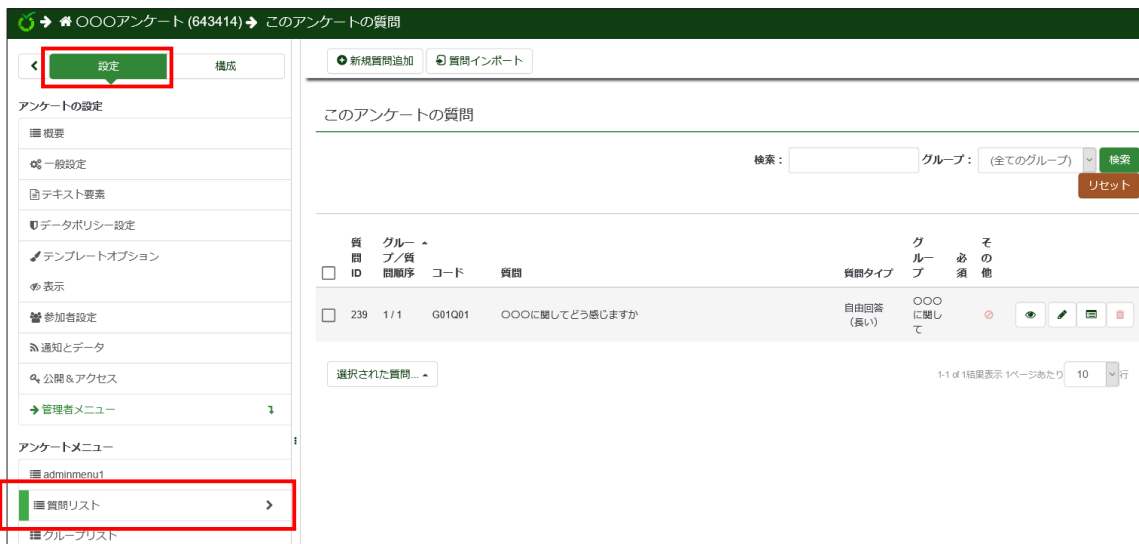 〇〇〇アンケート (643414) このアンケートの質問
設定 構成
新規質問追加 質問インポート
アンケートの設定
概要
一般設定
テキスト要素
データポリシー設定
テンプレートオプション
表示
参加者設定
通知とデータ
公開＆アクセス
管理者メニュー
アンケートメニュー
adminmenu1
質問リスト
グループリスト
このアンケートの質問
検索： グループ： (全てのグループ) 検索
リセット
質問ID グループ／質問順序 コード 質問 質問タイプ グループ 必須 その他
239 1 / 1 G01Q01 〇〇〇に関してどう感じますか 自由回答（長い） 〇〇〇に関して
選択された質問...
1-1 of 1結果表示 1ページあたり 10 行